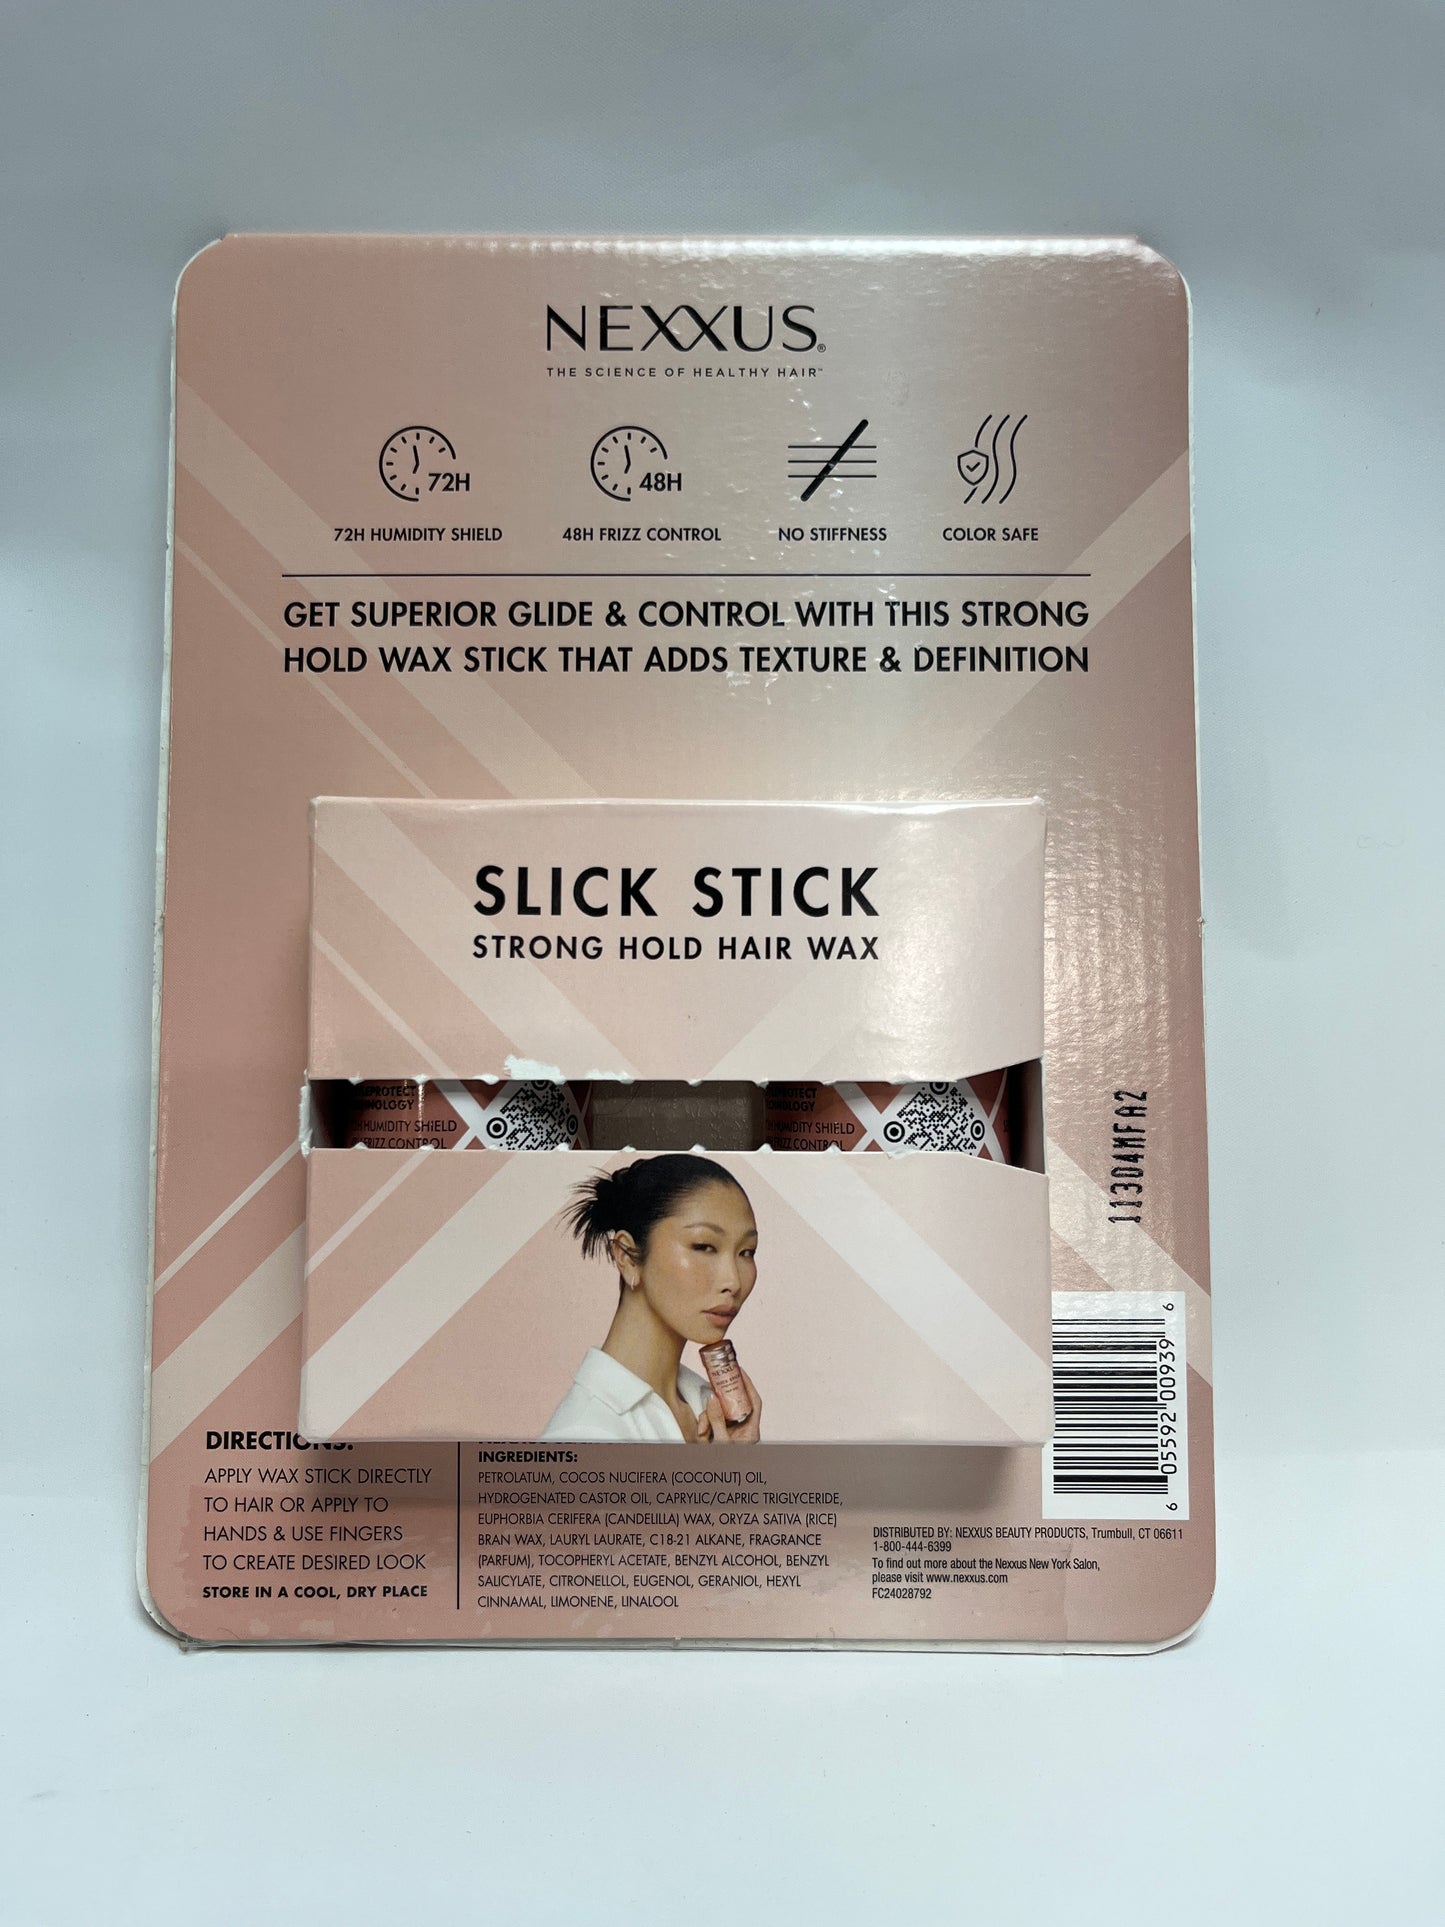 NEXXUS®
THE SCIENCE OF HEALTHY HAIR™
72H
48H
72H HUMIDITY SHIELD
48H FRIZZ CONTROL
NO STIFFNESS
COLOR SAFE
GET SUPERIOR GLIDE & CONTROL WITH THIS STRONG
HOLD WAX STICK THAT ADDS TEXTURE & DEFINITION
SLICK STICK
STRONG HOLD HAIR WAX
HUMIDITY SHIELD
FRIZZ CONTROL
HUMIDITY SHIELD
FRIZZ CONTROL
11304MFA2
NEXXUS
6 05592 00939 6
DIRECTIONS:
APPLY WAX STICK DIRECTLY
TO HAIR OR APPLY TO
HANDS & USE FINGERS
TO CREATE DESIRED LOOK
STORE IN A COOL, DRY PLACE
INGREDIENTS:
PETROLATUM, COCOS NUCIFERA (COCONUT) OIL,
HYDROGENATED CASTOR OIL, CAPRYLIC/CAPRIC TRIGLYCERIDE,
EUPHORBIA CERIFERA (CANDELILLA) WAX, ORYZA SATIVA (RICE)
BRAN WAX, LAURYL LAURATE, C18-21 ALKANE, FRAGRANCE
(PARFUM), TOCOPHERYL ACETATE, BENZYL ALCOHOL, BENZYL
SALICYLATE, CITRONELLOL, EUGENOL, GERANIOL, HEXYL
CINNAMAL, LIMONENE, LINALOOL
DISTRIBUTED BY: NEXXUS BEAUTY PRODUCTS, Trumbull, CT 06611
1-800-444-6399
To find out more about the Nexxus New York Salon,
please visit www.nexxus.com
FC24028792